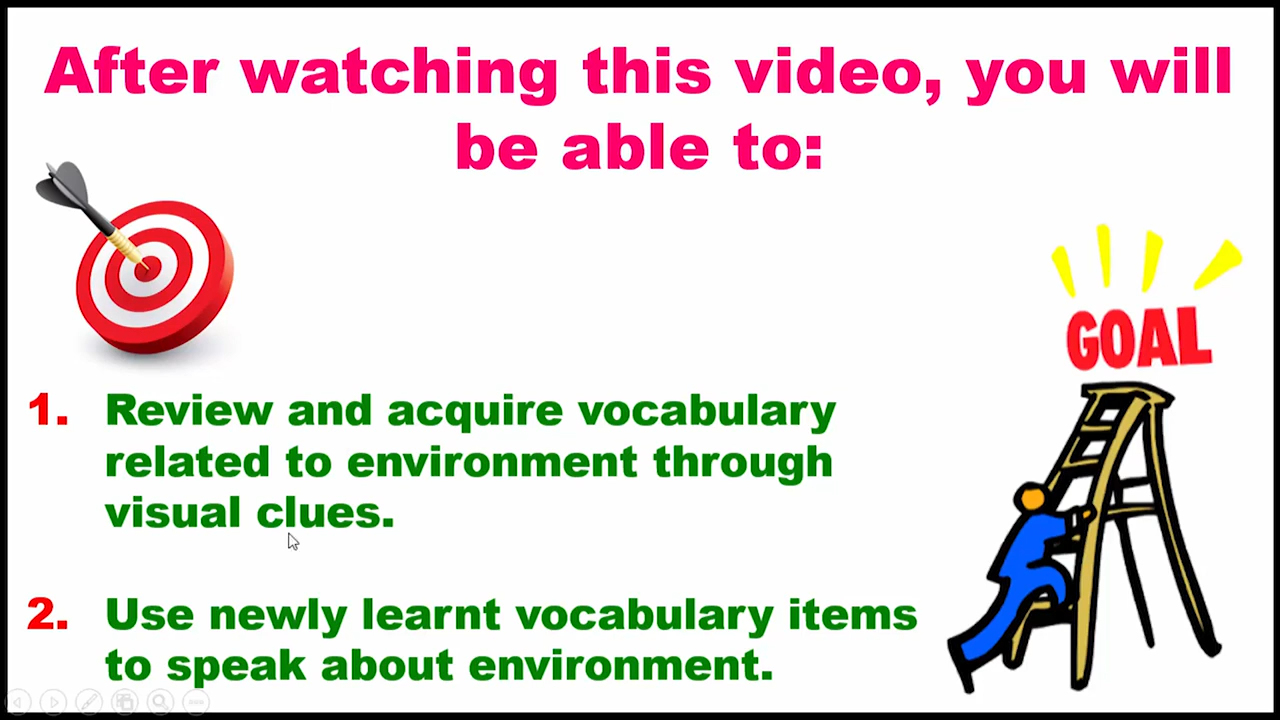 After watching this video, you will
be able to:
GOAL
1. Review and acquire vocabulary
related to environment through
visual clues.
2. Use newly learnt vocabulary items
to speak about environment.